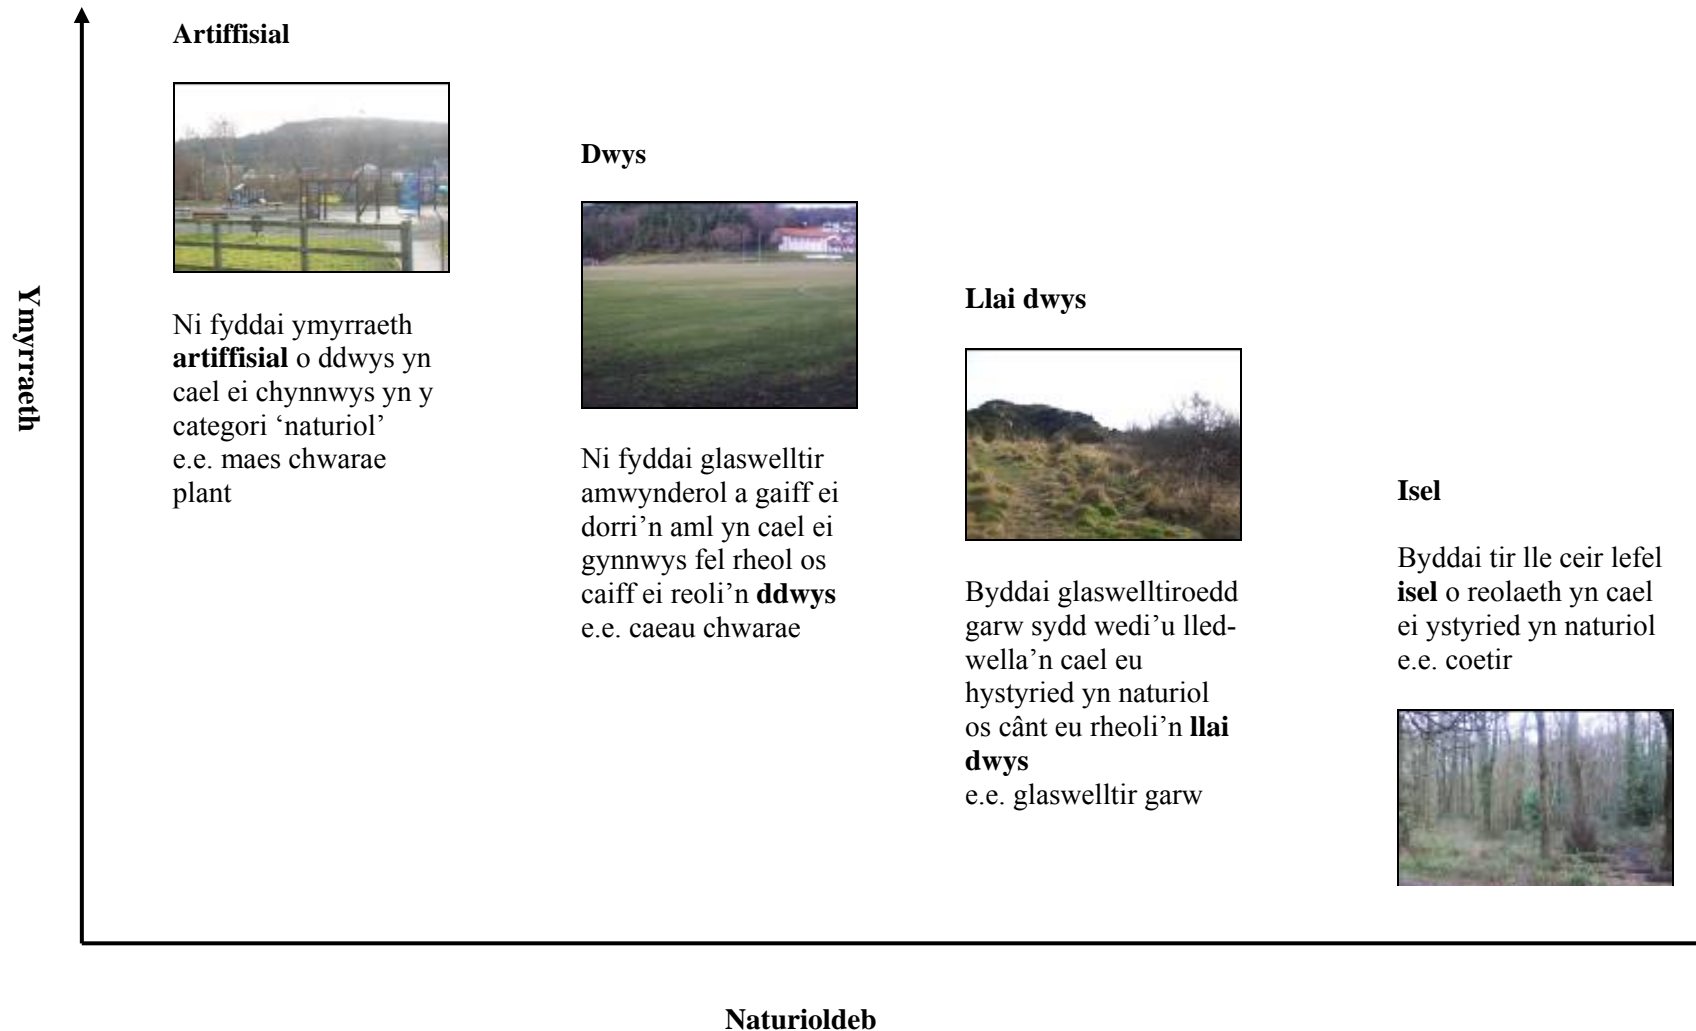 Artiffisial
Ni fyddai ymyrraeth
artiffisial o ddwys yn
cael ei chynnwys yn y
categori ‘naturiol’
e.e. maes chwarae
plant
Dwys
Ni fyddai glaswelltir
amwynderol a gaiff ei
dorri’n aml yn cael ei
gynnwys fel rheol os
caiff ei reoli’n ddwys
e.e. caeau chwarae
Llai dwys
Byddai glaswelltiroedd
garw sydd wedi’u lled-
wella’n cael eu
hystyried yn naturiol
os cânt eu rheoli’n llai
dwys
e.e. glaswelltir garw
Isel
Byddai tir lle ceir lefel
isel o reolaeth yn cael
ei ystyried yn naturiol
e.e. coetir
Ymyrraeth
Naturioldeb